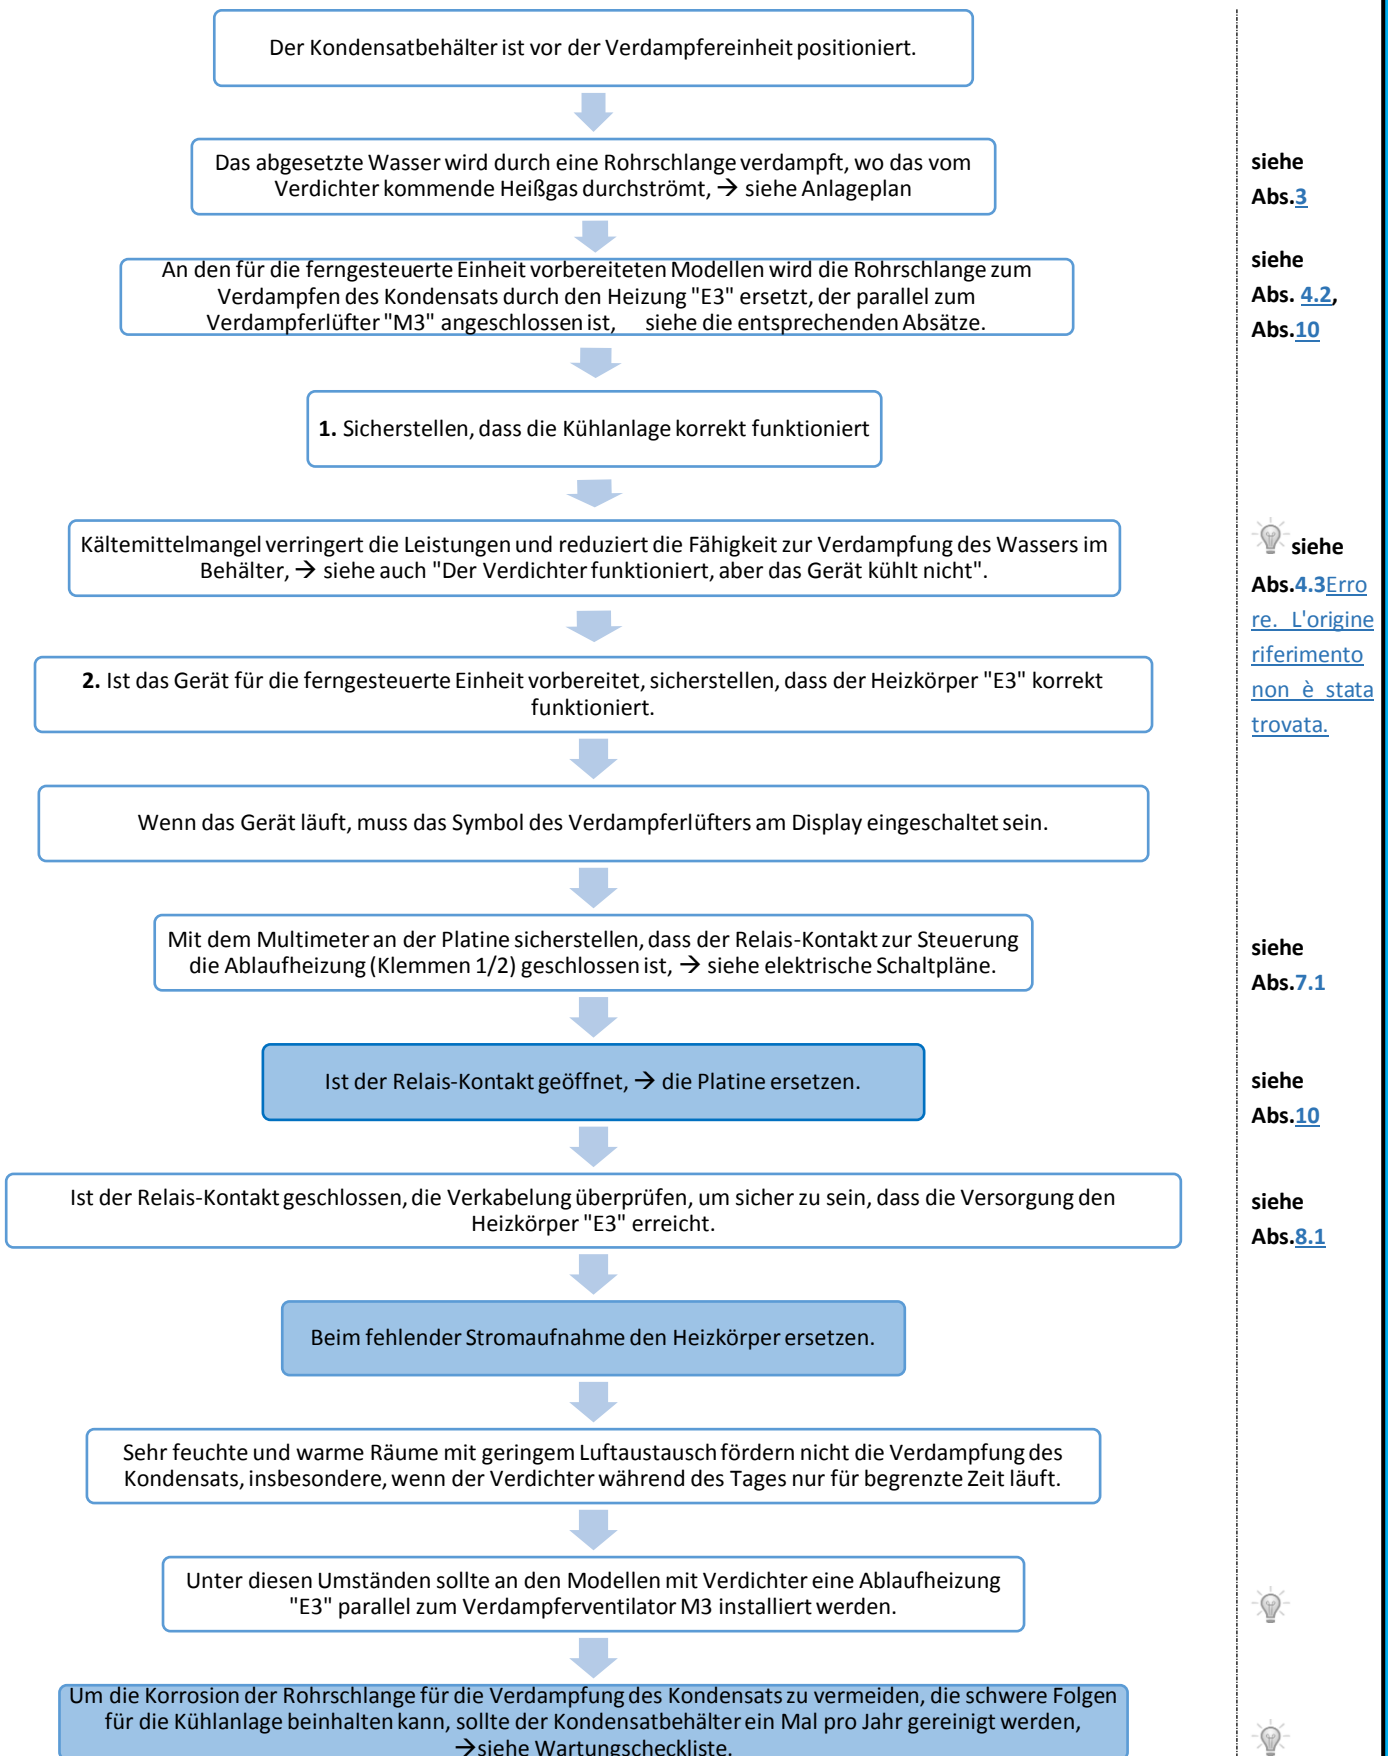 Der Kondensatbehälter ist vor der Verdampfereinheit positioniert.
Das abgesetzte Wasser wird durch eine Rohrschlange verdampft, wo das vom
Verdichter kommende Heißgas durchströmt, → siehe Anlageplan
siehe
Abs.3
An den für die ferngesteuerte Einheit vorbereiteten Modellen wird die Rohrschlange zum
Verdampfen des Kondensats durch den Heizung "E3" ersetzt, der parallel zum
Verdampferlüfter "M3" angeschlossen ist, siehe die entsprechenden Absätze.
siehe
Abs. 4.2,
Abs.10
1. Sicherstellen, dass die Kühlanlage korrekt funktioniert
Kältemittelmangel verringert die Leistungen und reduziert die Fähigkeit zur Verdampfung des Wassers im
Behälter, → siehe auch "Der Verdichter funktioniert, aber das Gerät kühlt nicht".
siehe
Abs.4.3Erro
re. L'origine
riferimento
non è stata
trovata.
2. Ist das Gerät für die ferngesteuerte Einheit vorbereitet, sicherstellen, dass der Heizkörper "E3" korrekt
funktioniert.
Wenn das Gerät läuft, muss das Symbol des Verdampferlüfters am Display eingeschaltet sein.
Mit dem Multimeter an der Platine sicherstellen, dass der Relais-Kontakt zur Steuerung
die Ablaufheizung (Klemmen 1/2) geschlossen ist, → siehe elektrische Schaltpläne.
siehe
Abs.7.1
Ist der Relais-Kontakt geöffnet, → die Platine ersetzen.
siehe
Abs.10
Ist der Relais-Kontakt geschlossen, die Verkabelung überprüfen, um sicher zu sein, dass die Versorgung den
Heizkörper "E3" erreicht.
siehe
Abs.8.1
Beim fehlender Stromaufnahme den Heizkörper ersetzen.
Sehr feuchte und warme Räume mit geringem Luftaustausch fördern nicht die Verdampfung des
Kondensats, insbesondere, wenn der Verdichter während des Tages nur für begrenzte Zeit läuft.
Unter diesen Umständen sollte an den Modellen mit Verdichter eine Ablaufheizung
"E3" parallel zum Verdampferventilator M3 installiert werden.
Um die Korrosion der Rohrschlange für die Verdampfung des Kondensats zu vermeiden, die schwere Folgen
für die Kühlanlage beinhalten kann, sollte der Kondensatbehälter ein Mal pro Jahr gereinigt werden,
→siehe Wartungscheckliste.